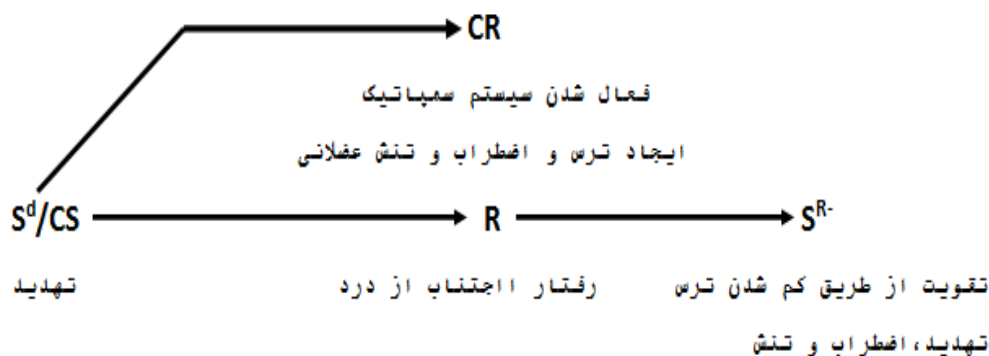 CR
فعال شدن سیستم سمپاتیک
ایجاد ترس و اضطراب و تنش عضلانی
Sᵈ/CS
R
Sᴿ⁻
تهدید
رفتار ااجتناب از درد
تقویت از طریق کم شدن ترس
تهدید،اضطراب و تنش